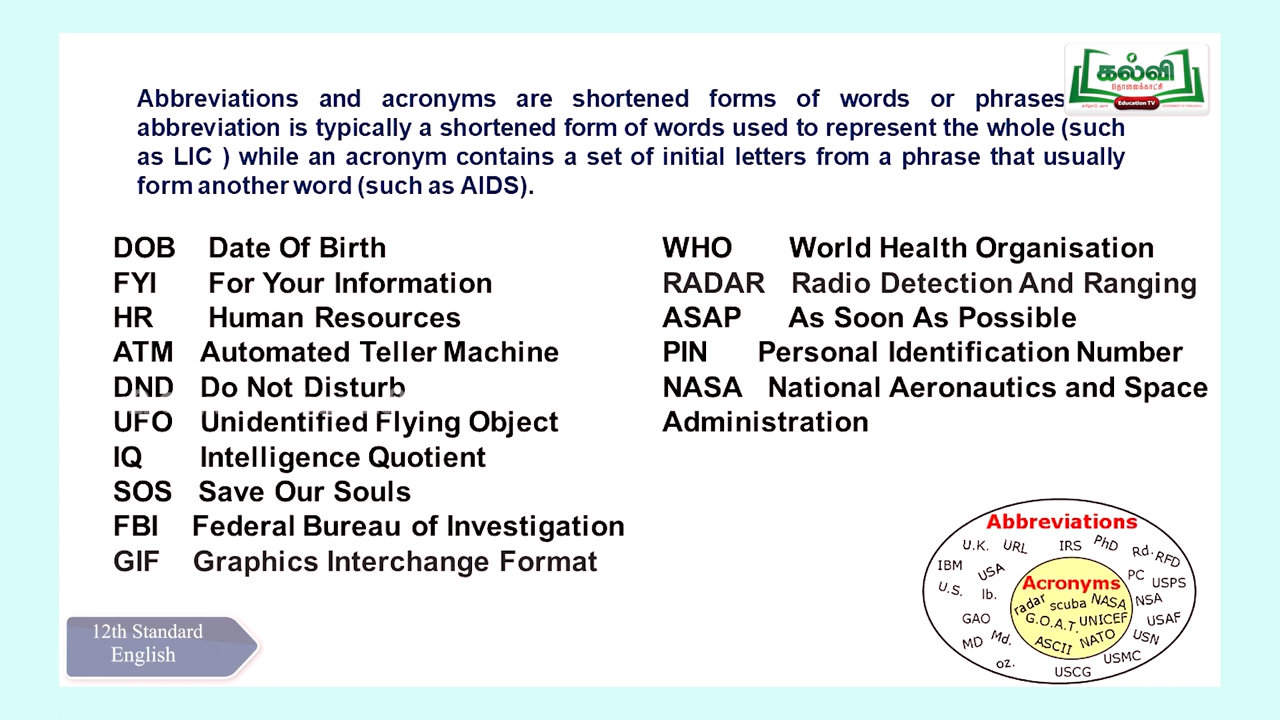 கல்வி
தொலைக்காட்சி
Education TV
Abbreviations and acronyms are shortened forms of words or phrases
abbreviation is typically a shortened form of words used to represent the whole (such
as LIC ) while an acronym contains a set of initial letters from a phrase that usually
form another word (such as AIDS).
DOB Date Of Birth
FYI For Your Information
HR Human Resources
ATM Automated Teller Machine
DND Do Not Disturb
UFO Unidentified Flying Object
IQ Intelligence Quotient
SOS Save Our Souls
FBI Federal Bureau of Investigation
GIF Graphics Interchange Format
WHO World Health Organisation
RADAR Radio Detection And Ranging
ASAP As Soon As Possible
PIN Personal Identification Number
NASA National Aeronautics and Space
Administration
Abbreviations
U.K. URL IRS PhD Rd. RFD
IBM USA PC USPS
U.S. lb. NSA
GAO USAF
MD Md. USN
oz. USCG USMC
Acronyms
radar scuba NASA
G.O.A.T. UNICEF
ASCII NATO
12th Standard
English